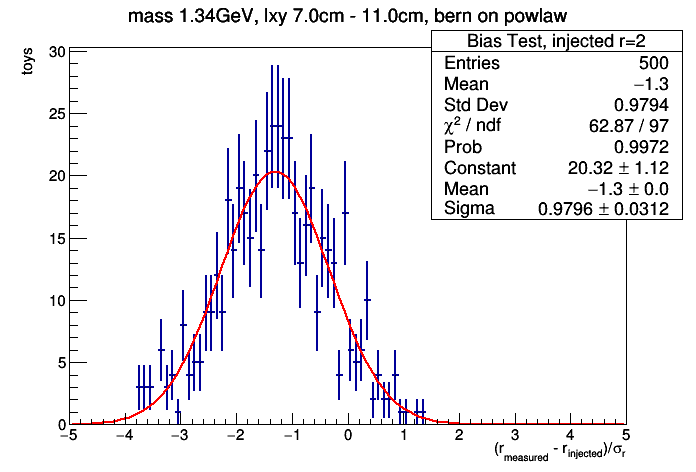 mass 1.34GeV, lxy 7.0cm - 11.0cm, bern on powlaw
toys
Bias Test, injected r=2
Entries 500
Mean −1.3
Std Dev 0.9794
χ² / ndf 62.87 / 97
Prob 0.9972
Constant 20.32 ± 1.12
Mean −1.3 ± 0.0
Sigma 0.9796 ± 0.0312
30
25
20
15
10
5
0
−5 −4 −3 −2 −1 0 1 2 3 4 5
(r_measured - r_injected)/σ_r